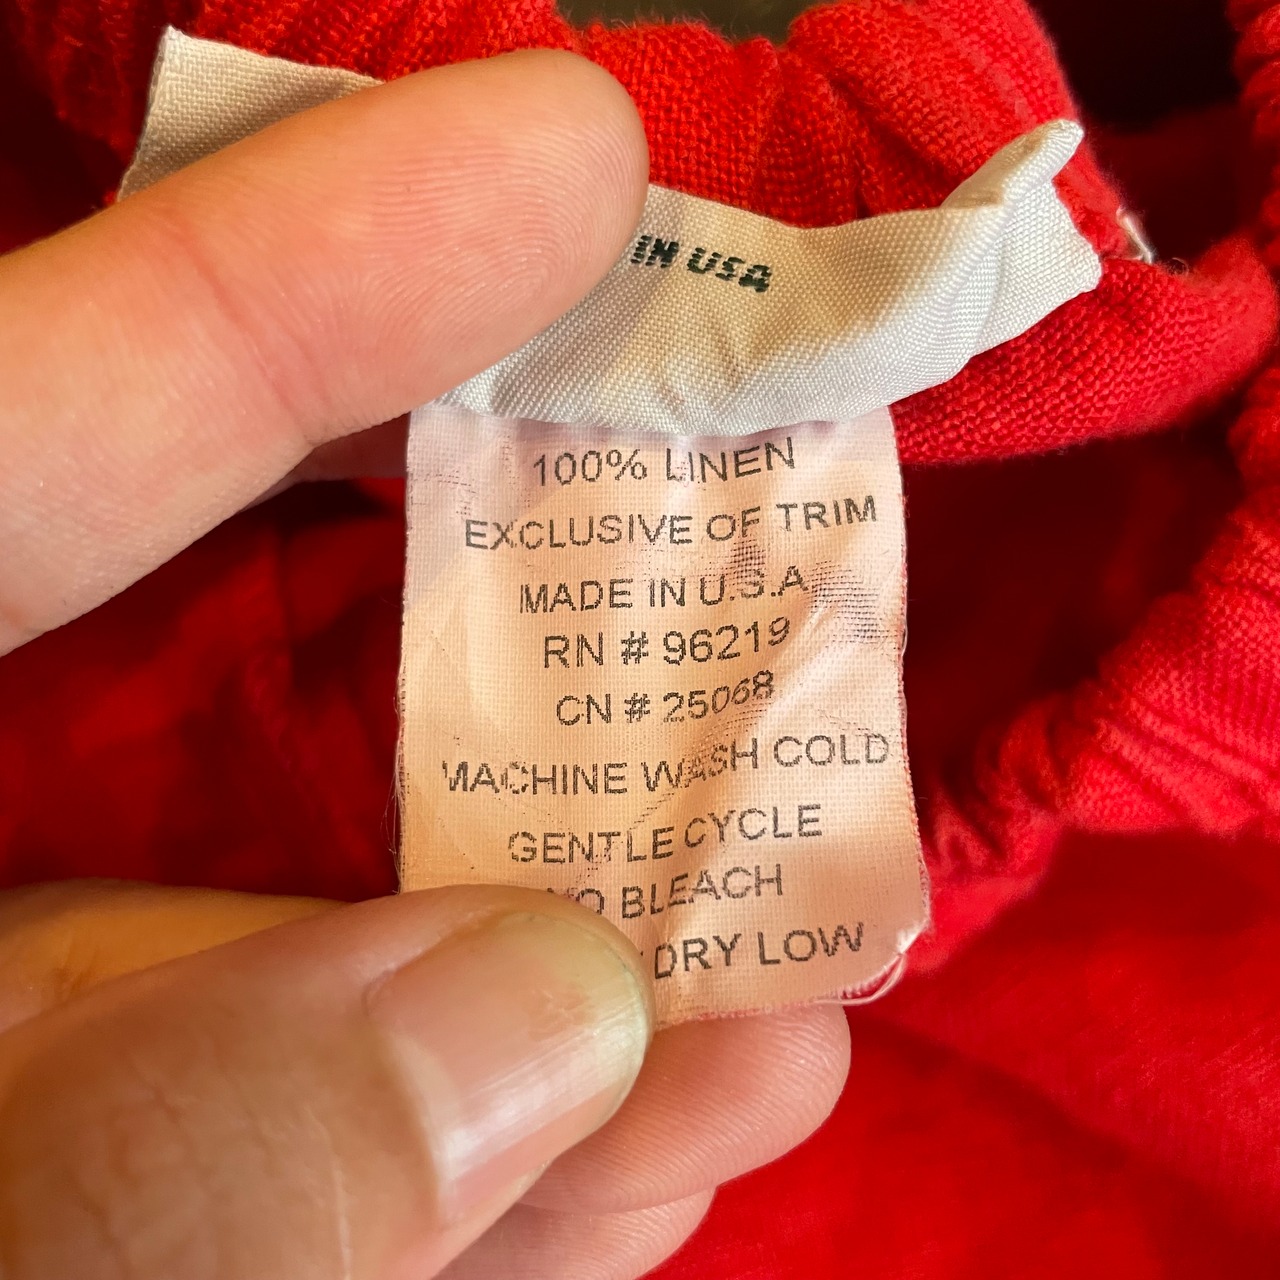 IN USA
100% LINEN
EXCLUSIVE OF TRIM
MADE IN U.S.A
RN # 96219
CN # 25068
MACHINE WASH COLD
GENTLE CYCLE
NO BLEACH
DRY LOW